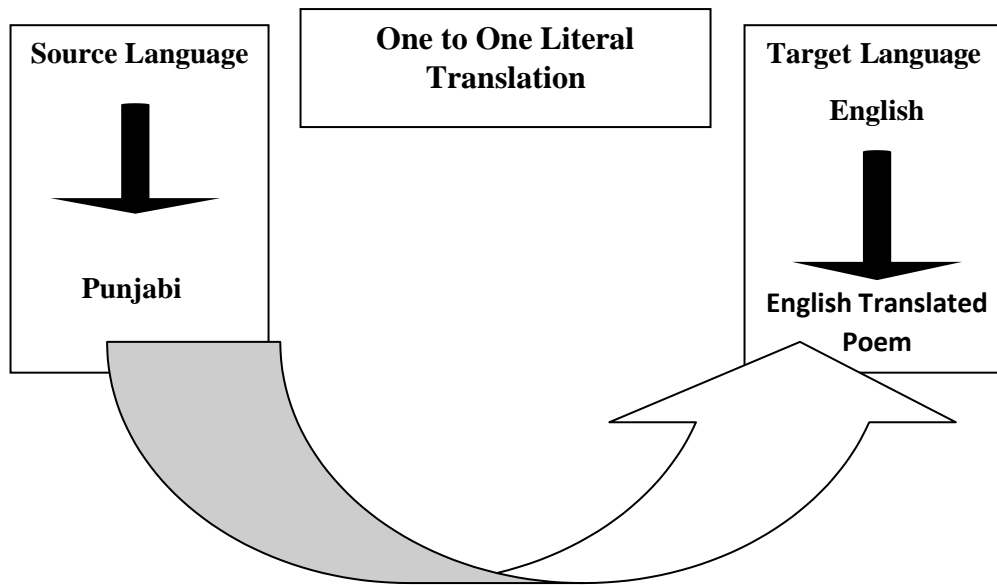 Source Language
Punjabi
One to One Literal
Translation
Target Language
English
English Translated
Poem